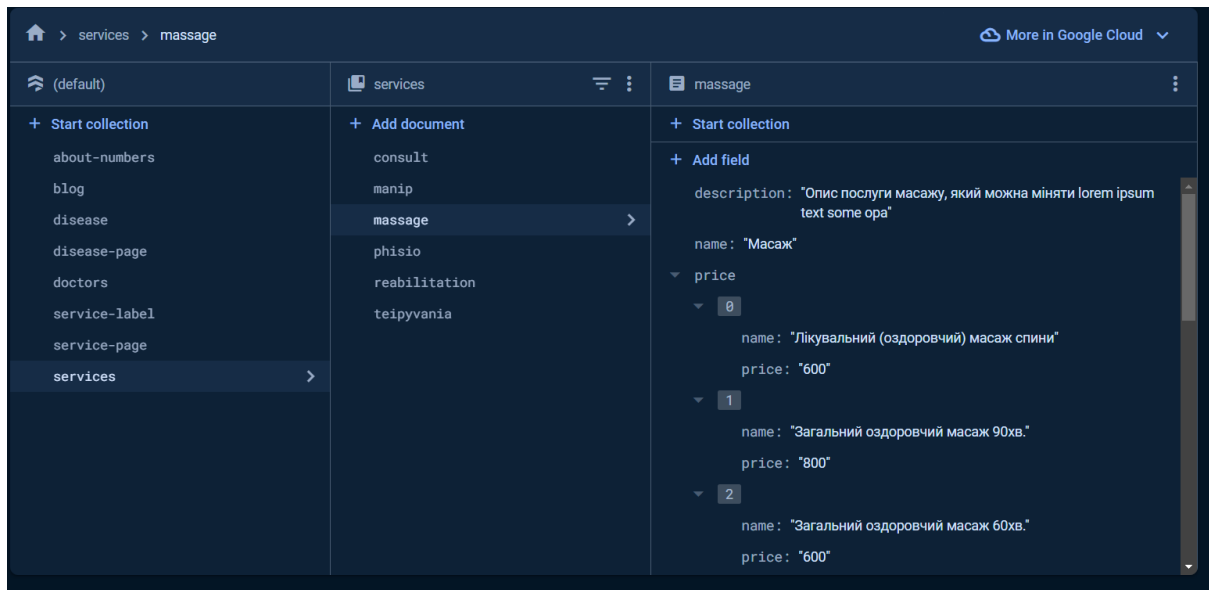 services > massage
More in Google Cloud
(default)
services
massage
+ Start collection
+ Add document
+ Start collection
about-numbers
blog
disease
disease-page
doctors
service-label
service-page
services
consult
manip
massage
phisio
reabilitation
teipyvania
+ Add field
description: "Опис послуги масажу, який можна міняти lorem ipsum
text some opa"
name: "Масаж"
price
0
name: "Лікувальний (оздоровчий) масаж спини"
price: "600"
1
name: "Загальний оздоровчий масаж 90хв."
price: "800"
2
name: "Загальний оздоровчий масаж 60хв."
price: "600"